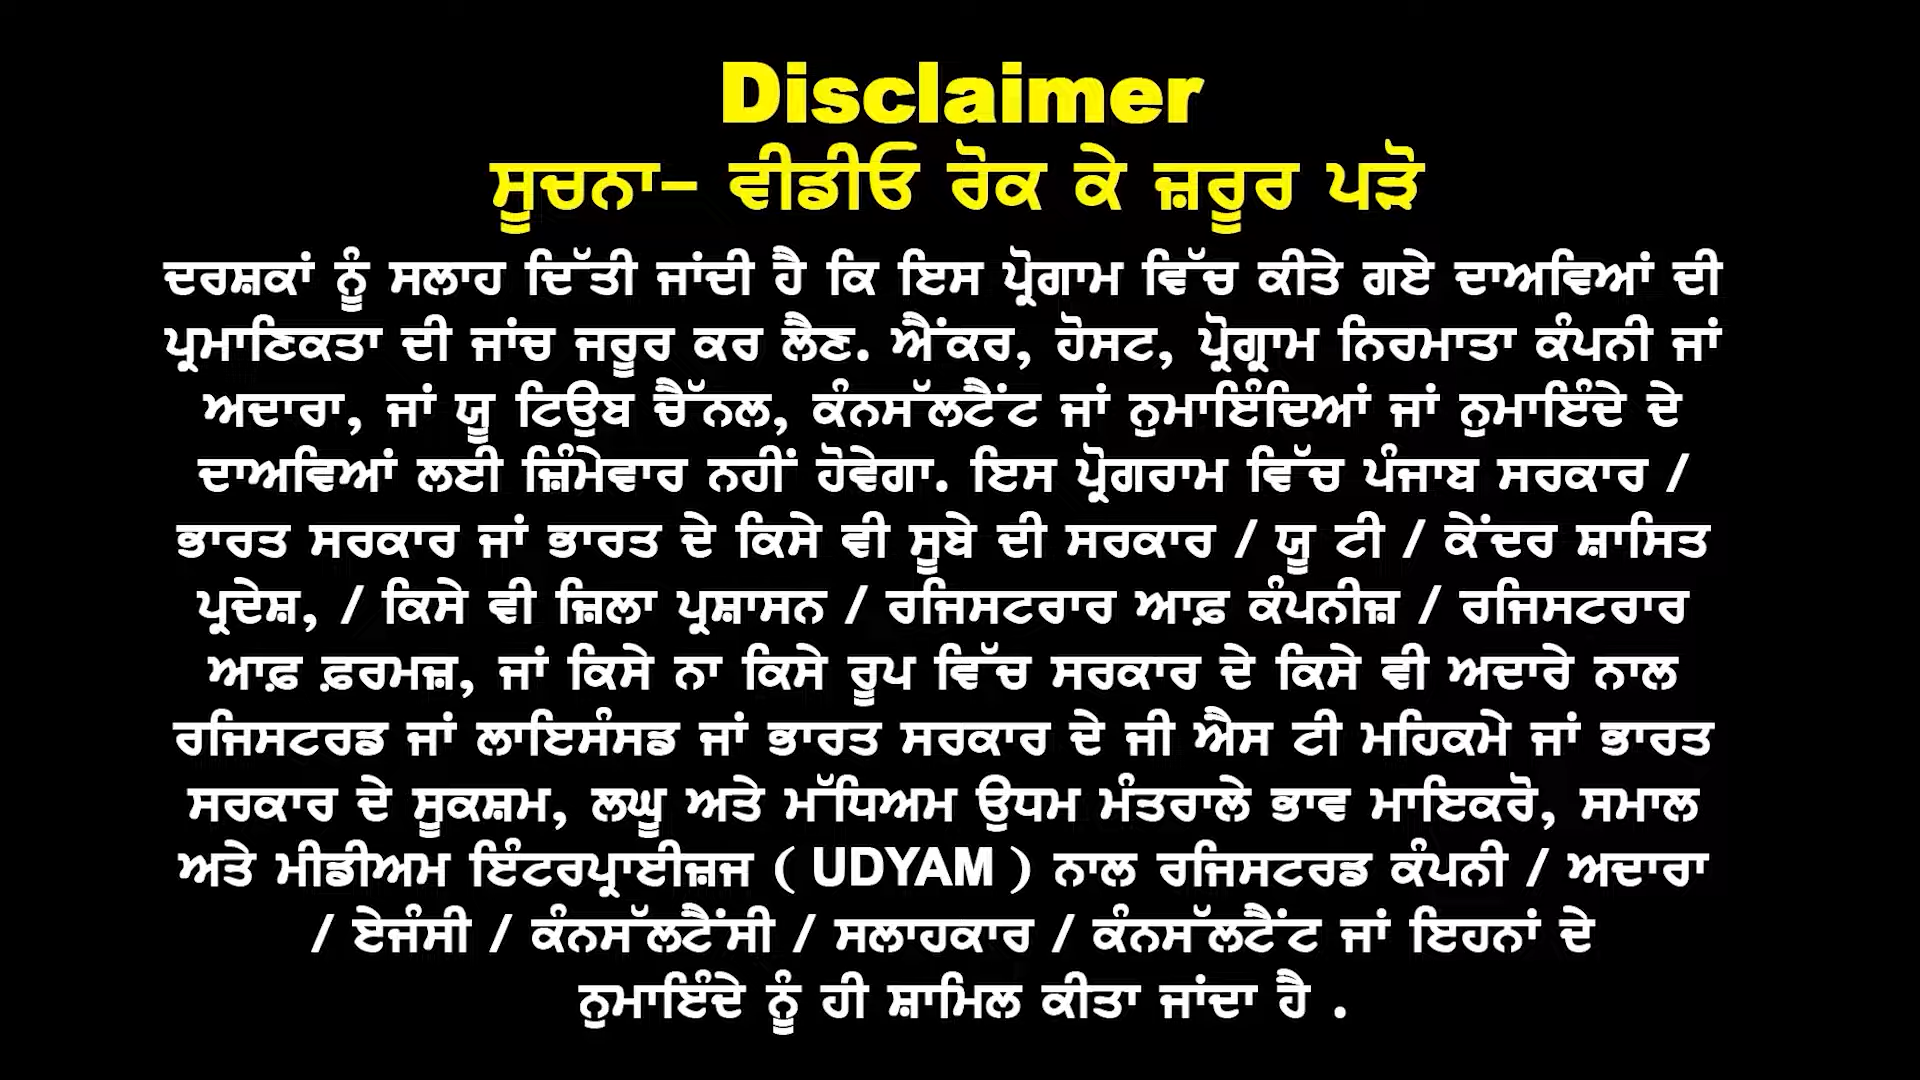 Disclaimer
ਸੂਚਨਾ- ਵੀਡੀਓ ਰੋਕ ਕੇ ਜ਼ਰੂਰ ਪੜੋ
ਦਰਸ਼ਕਾਂ ਨੂੰ ਸਲਾਹ ਦਿੱਤੀ ਜਾਂਦੀ ਹੈ ਕਿ ਇਸ ਪ੍ਰੋਗਾਮ ਵਿੱਚ ਕੀਤੇ ਗਏ ਦਾਅਵਿਆਂ ਦੀ
ਪ੍ਰਮਾਣਿਕਤਾ ਦੀ ਜਾਂਚ ਜਰੂਰ ਕਰ ਲੈਣ. ਐਂਕਰ, ਹੋਸਟ, ਪ੍ਰੋਗ੍ਰਾਮ ਨਿਰਮਾਤਾ ਕੰਪਨੀ ਜਾਂ
ਅਦਾਰਾ, ਜਾਂ ਯੂ ਟਿਊਬ ਚੈੱਨਲ, ਕੰਨਸੱਲਟੈਂਟ ਜਾਂ ਨੁਮਾਇੰਦਿਆਂ ਜਾਂ ਨੁਮਾਇੰਦੇ ਦੇ
ਦਾਅਵਿਆਂ ਲਈ ਜ਼ਿੰਮੇਵਾਰ ਨਹੀਂ ਹੋਵੇਗਾ. ਇਸ ਪ੍ਰੋਗਰਾਮ ਵਿੱਚ ਪੰਜਾਬ ਸਰਕਾਰ /
ਭਾਰਤ ਸਰਕਾਰ ਜਾਂ ਭਾਰਤ ਦੇ ਕਿਸੇ ਵੀ ਸੂਬੇ ਦੀ ਸਰਕਾਰ / ਯੂ ਟੀ / ਕੇਂਦਰ ਸ਼ਾਸਿਤ
ਪ੍ਰਦੇਸ਼, / ਕਿਸੇ ਵੀ ਜ਼ਿਲਾ ਪ੍ਰਸ਼ਾਸਨ / ਰਜਿਸਟਰਾਰ ਆਫ਼ ਕੰਪਨੀਜ਼ / ਰਜਿਸਟਰਾਰ
ਆਫ਼ ਫ਼ਰਮਜ਼, ਜਾਂ ਕਿਸੇ ਨਾ ਕਿਸੇ ਰੂਪ ਵਿੱਚ ਸਰਕਾਰ ਦੇ ਕਿਸੇ ਵੀ ਅਦਾਰੇ ਨਾਲ
ਰਜਿਸਟਰਡ ਜਾਂ ਲਾਇਸੰਸਡ ਜਾਂ ਭਾਰਤ ਸਰਕਾਰ ਦੇ ਜੀ ਐਸ ਟੀ ਮਹਿਕਮੇ ਜਾਂ ਭਾਰਤ
ਸਰਕਾਰ ਦੇ ਸੂਕਸ਼ਮ, ਲਘੂ ਅਤੇ ਮੱਧਿਅਮ ਉਧਮ ਮੰਤਰਾਲੇ ਭਾਵ ਮਾਇਕਰੋ, ਸਮਾਲ
ਅਤੇ ਮੀਡੀਅਮ ਇੰਟਰਪ੍ਰਾਈਜ਼ਜ ( UDYAM ) ਨਾਲ ਰਜਿਸਟਰਡ ਕੰਪਨੀ / ਅਦਾਰਾ
/ ਏਜੰਸੀ / ਕੰਨਸੱਲਟੈਂਸੀ / ਸਲਾਹਕਾਰ / ਕੰਨਸੱਲਟੈਂਟ ਜਾਂ ਇਹਨਾਂ ਦੇ
ਨੁਮਾਇੰਦੇ ਨੂੰ ਹੀ ਸ਼ਾਮਿਲ ਕੀਤਾ ਜਾਂਦਾ ਹੈ .